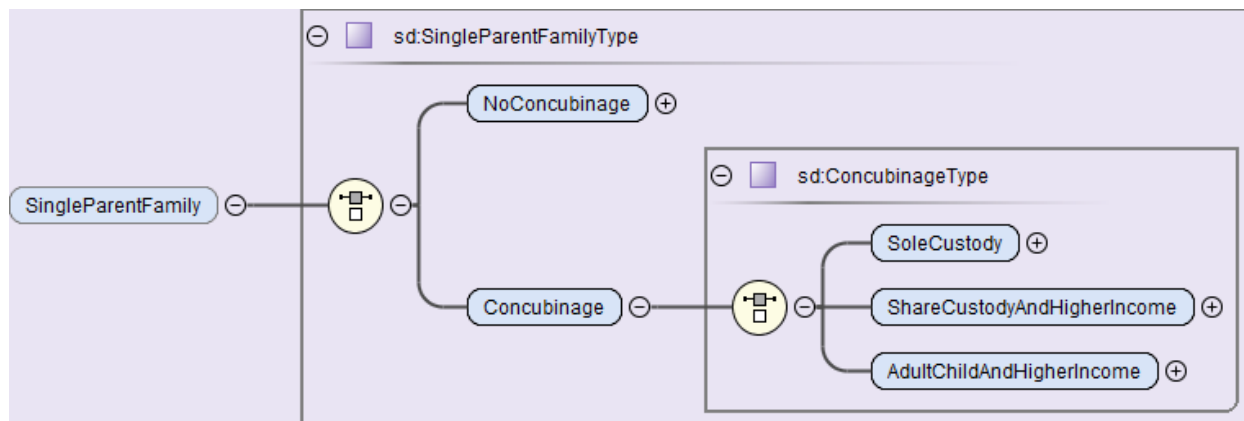 sd:SingleParentFamilyType
NoConcubinage
sd:ConcubinageType
SingleParentFamily
SoleCustody
Concubinage
ShareCustodyAndHigherIncome
AdultChildAndHigherIncome